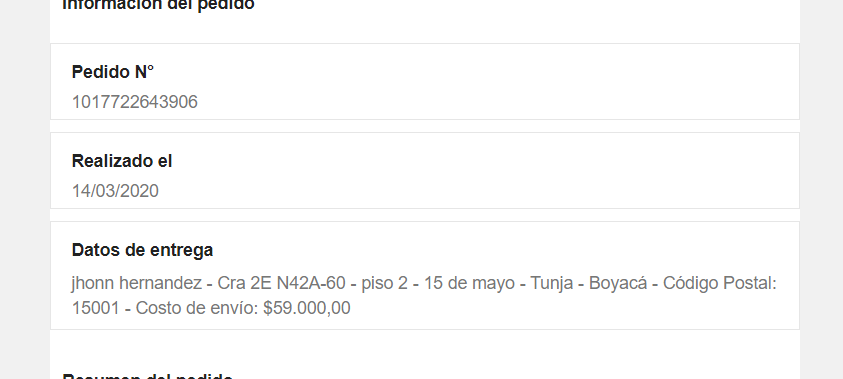 Información del pedido
Pedido N°
1017722643906
Realizado el
14/03/2020
Datos de entrega
jhonn hernandez - Cra 2E N42A-60 - piso 2 - 15 de mayo - Tunja - Boyacá - Código Postal:
15001 - Costo de envío: $59.000,00
Resumen del pedido